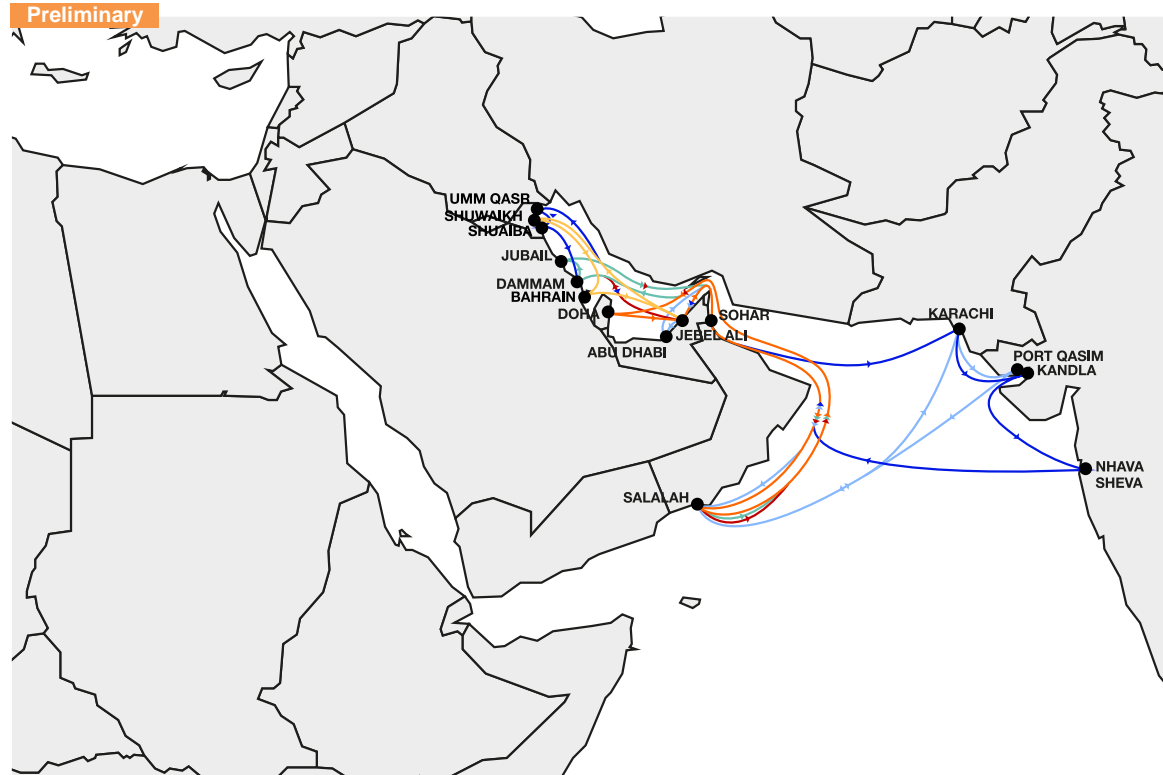 Preliminary
UMM QASR
SHUWAIKH
SHUAIBA
JUBAIL
DAMMAM
BAHRAIN
DOHA
SOHAR
JEBEL ALI
ABU DHABI
KARACHI
PORT QASIM
KANDLA
NHAVA
SHEVA
SALALAH